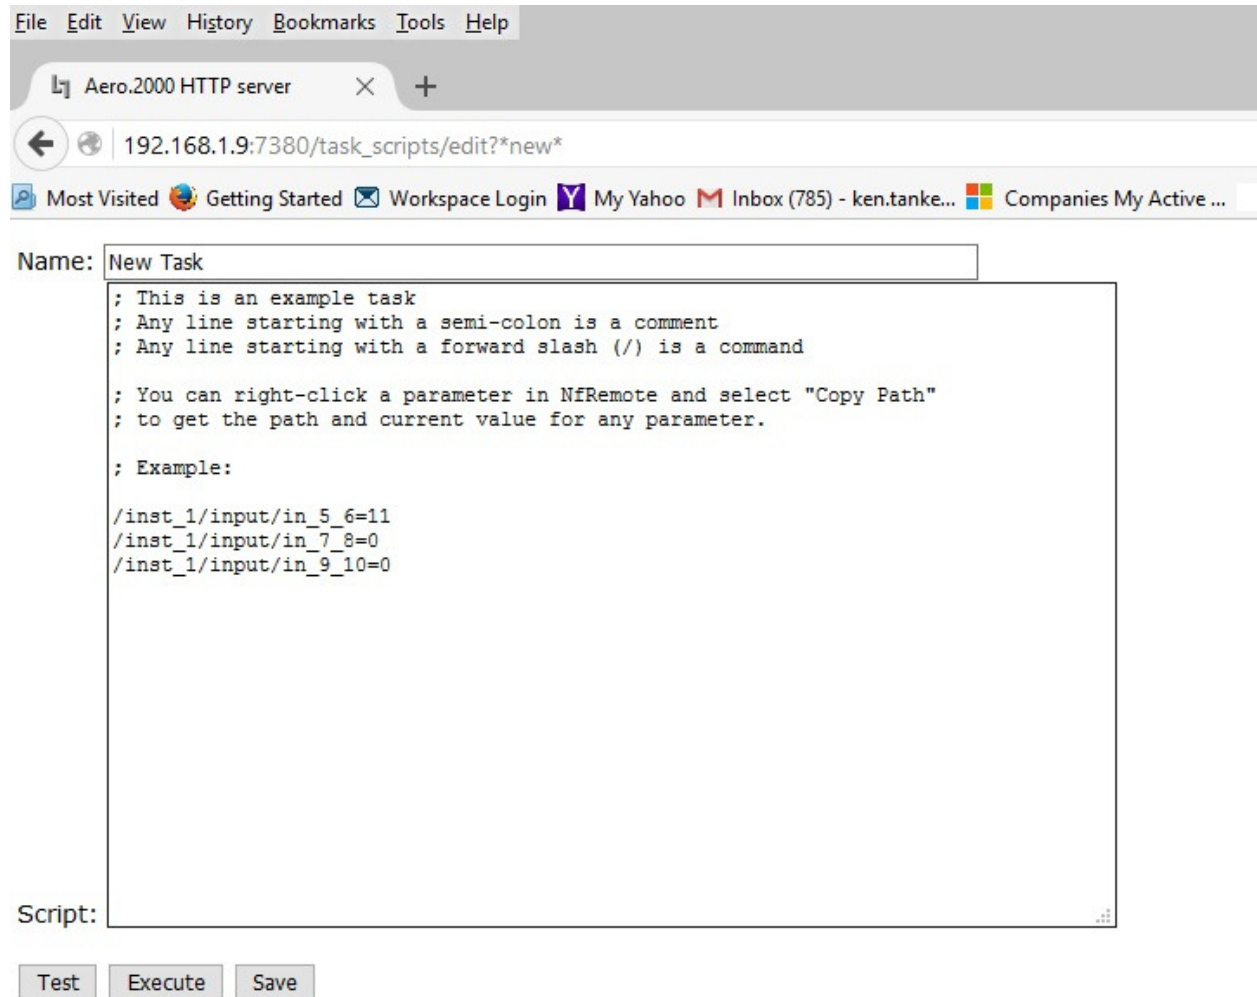 File Edit View History Bookmarks Tools Help
Aero.2000 HTTP server
192.168.1.9:7380/task_scripts/edit?*new*
Most Visited Getting Started Workspace Login My Yahoo Inbox (785) - ken.tanke... Companies My Active ...
Name: New Task
; This is an example task
; Any line starting with a semi-colon is a comment
; Any line starting with a forward slash (/) is a command
; You can right-click a parameter in NfRemote and select "Copy Path"
; to get the path and current value for any parameter.
; Example:
/inst_1/input/in_5_6=11
/inst_1/input/in_7_8=0
/inst_1/input/in_9_10=0
Script:
Test Execute Save